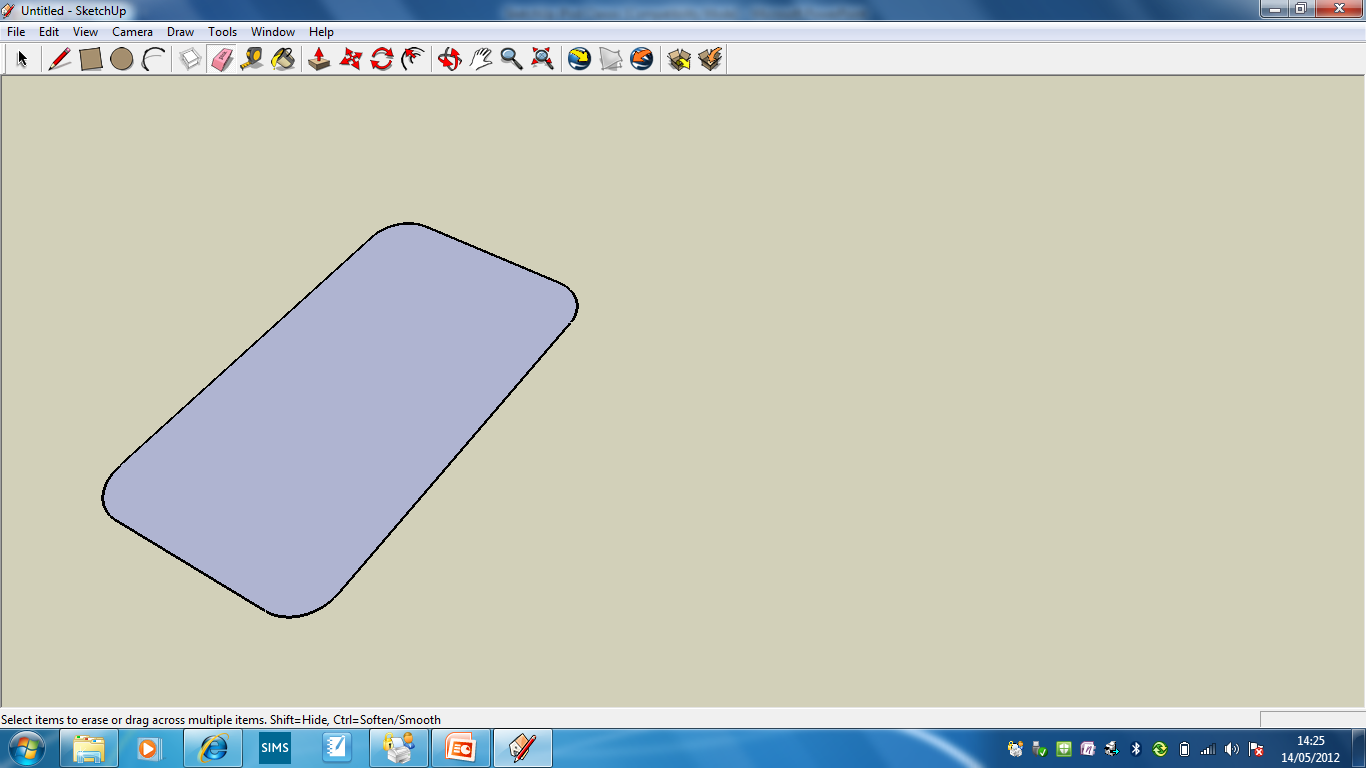 Untitled - SketchUp
File Edit View Camera Draw Tools Window Help
Select items to erase or drag across multiple items. Shift=Hide, Ctrl=Soften/Smooth
SIMS
14:25
14/05/2012